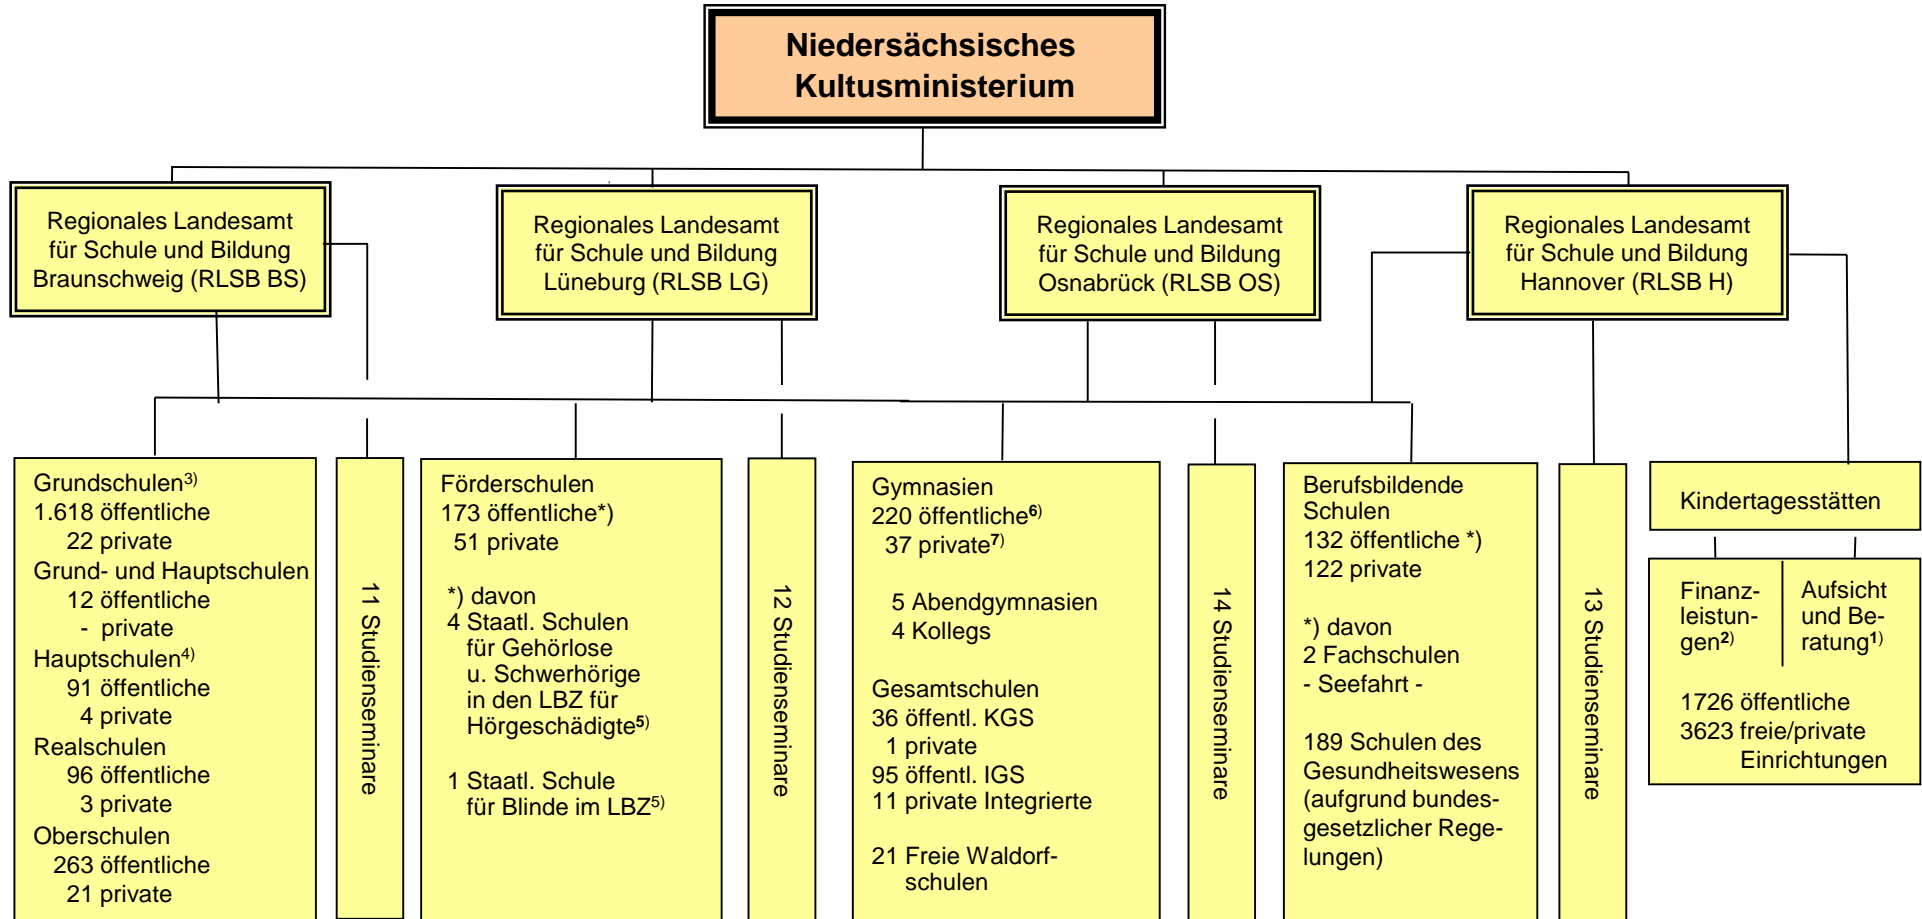 Niedersächsisches
Kultusministerium
Regionales Landesamt
für Schule und Bildung
Braunschweig (RLSB BS)
Regionales Landesamt
für Schule und Bildung
Lüneburg (RLSB LG)
Regionales Landesamt
für Schule und Bildung
Osnabrück (RLSB OS)
Regionales Landesamt
für Schule und Bildung
Hannover (RLSB H)
Grundschulen3)
1.618 öffentliche
22 private
Grund- und Hauptschulen
12 öffentliche
- private
Hauptschulen4)
91 öffentliche
4 private
Realschulen
96 öffentliche
3 private
Oberschulen
263 öffentliche
21 private
11 Studienseminare
Förderschulen
173 öffentliche*)
51 private
*) davon
4 Staatl. Schulen
für Gehörlose
u. Schwerhörige
in den LBZ für
Hörgeschädigte5)
1 Staatl. Schule
für Blinde im LBZ5)
12 Studienseminare
Gymnasien
220 öffentliche6)
37 private7)
5 Abendgymnasien
4 Kollegs
Gesamtschulen
36 öffentl. KGS
1 private
95 öffentl. IGS
11 private Integrierte
21 Freie Waldorf-
schulen
14 Studienseminare
Berufsbildende
Schulen
132 öffentliche *)
122 private
*) davon
2 Fachschulen
- Seefahrt -
189 Schulen des
Gesundheitswesens
(aufgrund bundes-
gesetzlicher Rege-
lungen)
13 Studienseminare
Kindertagesstätten
Finanz-
leistun-
gen2)
Aufsicht
und Be-
ratung1)
1726 öffentliche
3623 freie/private
Einrichtungen